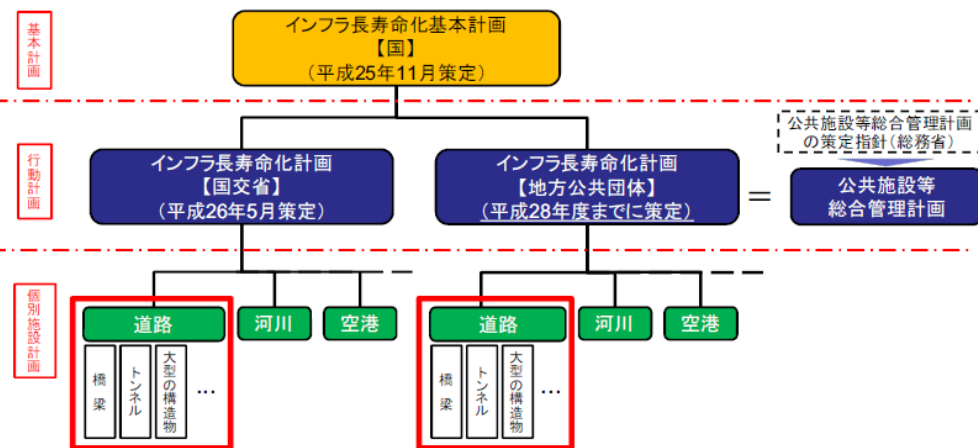 基本計画
インフラ長寿命化基本計画
【国】
（平成25年11月策定）
行動計画
インフラ長寿命化計画
【国交省】
（平成26年5月策定）
インフラ長寿命化計画
【地方公共団体】
（平成28年度までに策定）
＝
公共施設等総合管理計画
の策定指針（総務省）
公共施設等
総合管理計画
個別施設計画
道路
河川
空港
橋梁
トンネル
大型の構造物
…
道路
河川
空港
橋梁
トンネル
大型の構造物
…